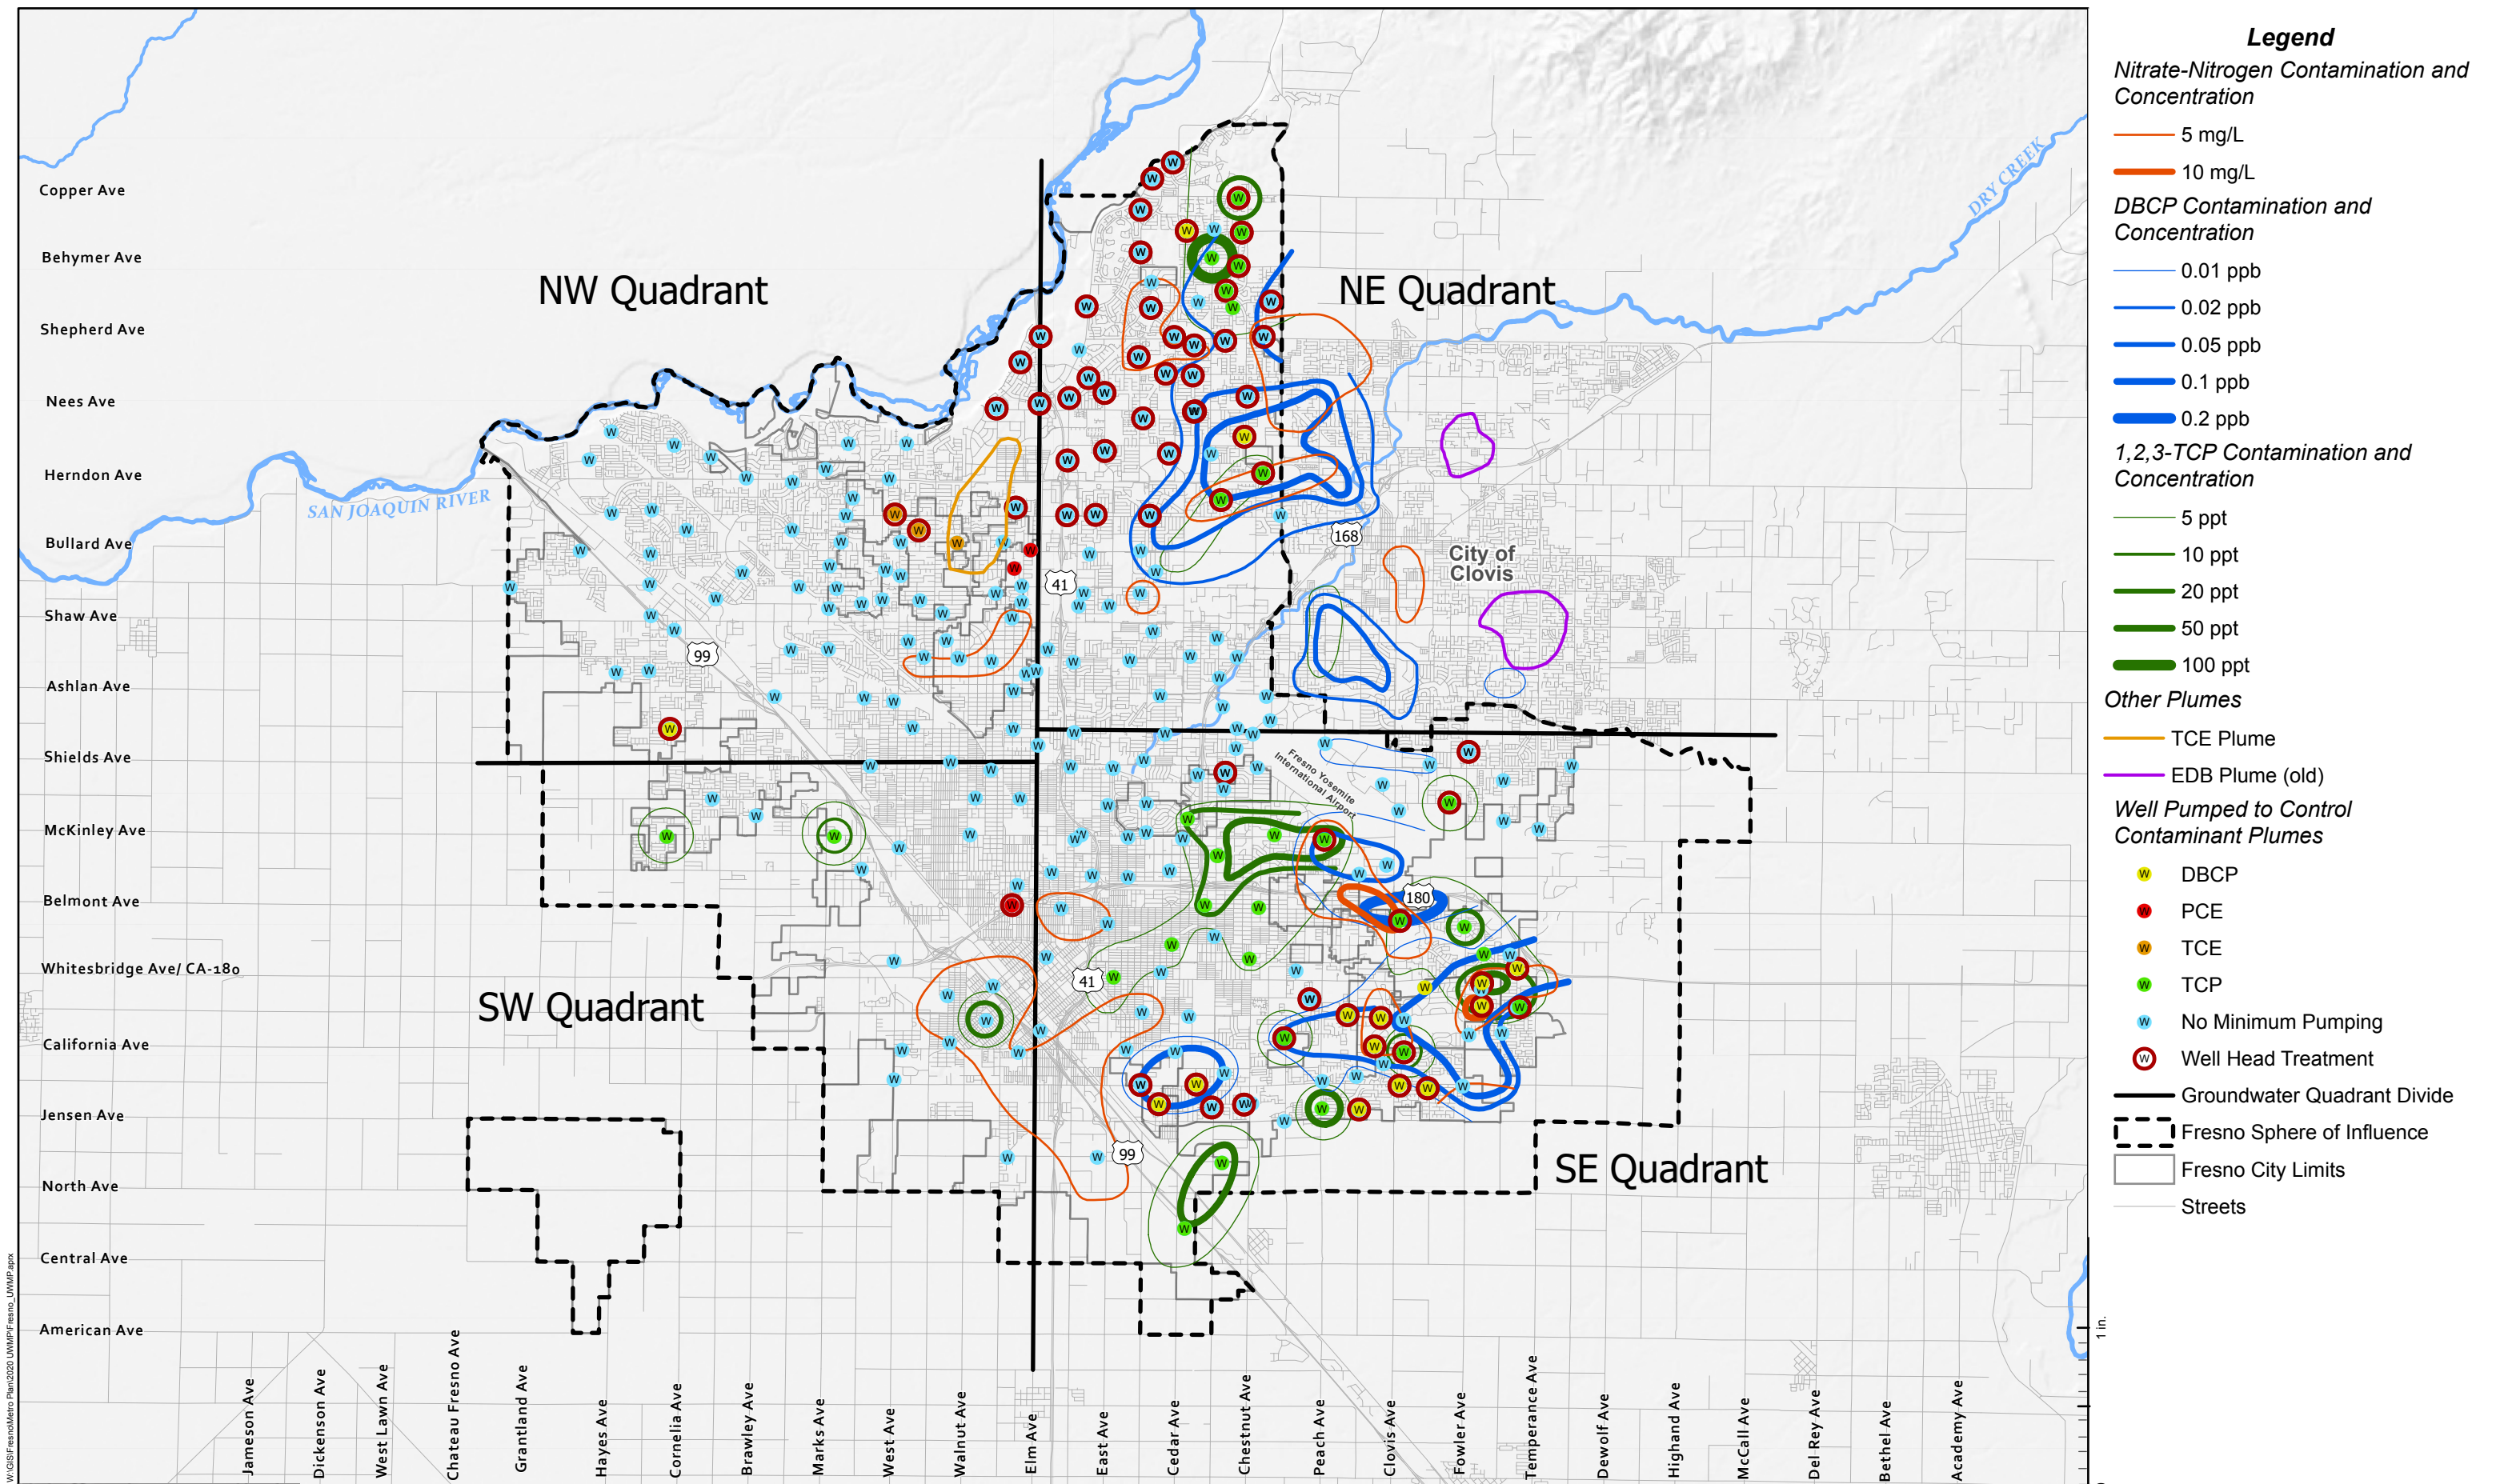 Legend
Nitrate-Nitrogen Contamination and
Concentration
5 mg/L
10 mg/L
DBCP Contamination and
Concentration
0.01 ppb
0.02 ppb
0.05 ppb
0.1 ppb
0.2 ppb
1,2,3-TCP Contamination and
Concentration
5 ppt
10 ppt
20 ppt
50 ppt
100 ppt
Other Plumes
TCE Plume
EDB Plume (old)
Well Pumped to Control
Contaminant Plumes
W DBCP
W PCE
W TCE
W TCP
W No Minimum Pumping
W Well Head Treatment
Groundwater Quadrant Divide
Fresno Sphere of Influence
Fresno City Limits
Streets
Copper Ave
Behymer Ave
Shepherd Ave
Nees Ave
Herndon Ave
Bullard Ave
Shaw Ave
Ashlan Ave
Shields Ave
McKinley Ave
Belmont Ave
Whitesbridge Ave/ CA-180
California Ave
Jensen Ave
North Ave
Central Ave
American Ave
NW Quadrant
NE Quadrant
SW Quadrant
SE Quadrant
SAN JOAQUIN RIVER
DRY CREEK
City of
Clovis
Fresno Yosemite
International Airport
168
41
99
180
41
99
Jameson Ave
Dickenson Ave
West Lawn Ave
Chateau Fresno Ave
Grantland Ave
Hayes Ave
Cornelia Ave
Brawley Ave
Marks Ave
West Ave
Walnut Ave
Elm Ave
East Ave
Cedar Ave
Chestnut Ave
Peach Ave
Clovis Ave
Fowler Ave
Temperance Ave
Dewolf Ave
Highand Ave
McCall Ave
Del Rey Ave
Bethel Ave
Academy Ave
1 in.
W:\GIS\Fresno\Metro Plan\2020 UWMP\Fresno_UWMP.aprx